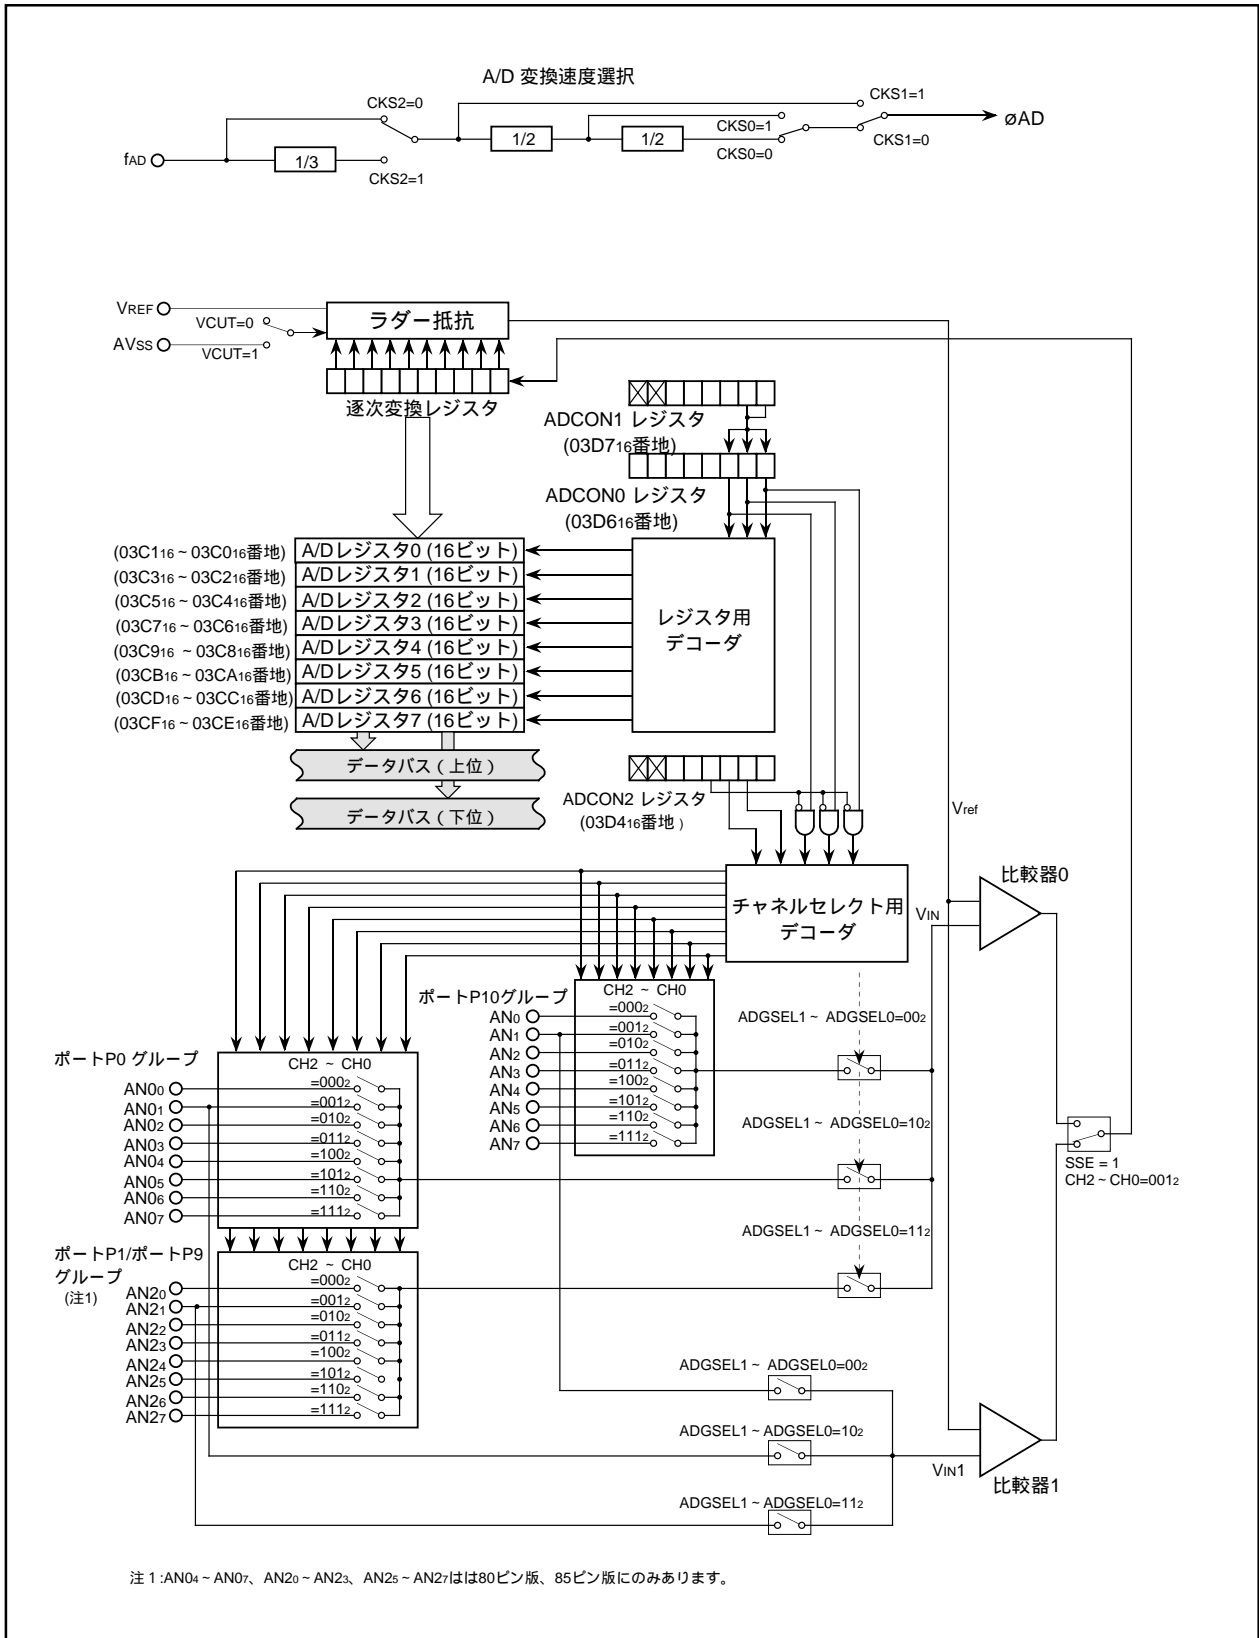 A/D 変換速度選択
CKS2=0
CKS1=1
CKS0=1
øAD
1/2
1/2
CKS0=0
CKS1=0
fAD
1/3
CKS2=1
VREF
VCUT=0
ラダー抵抗
AVSS
VCUT=1
逐次変換レジスタ
ADCON1 レジスタ
(03D716番地)
ADCON0 レジスタ
(03D616番地)
(03C116 ~ 03C016番地) A/Dレジスタ0 (16ビット)
(03C316 ~ 03C216番地) A/Dレジスタ1 (16ビット)
(03C516 ~ 03C416番地) A/Dレジスタ2 (16ビット)
(03C716 ~ 03C616番地) A/Dレジスタ3 (16ビット)
(03C916 ~ 03C816番地) A/Dレジスタ4 (16ビット)
(03CB16 ~ 03CA16番地) A/Dレジスタ5 (16ビット)
(03CD16 ~ 03CC16番地) A/Dレジスタ6 (16ビット)
(03CF16 ~ 03CE16番地) A/Dレジスタ7 (16ビット)
レジスタ用
デコーダ
データバス(上位)
データバス(下位)
ADCON2 レジスタ
(03D416番地 )
Vref
チャネルセレクト用
デコーダ
比較器0
VIN
ポートP10グループ
CH2 ~ CH0
AN0 =0002
AN1 =0012
AN2 =0102
AN3 =0112
AN4 =1002
AN5 =1012
AN6 =1102
AN7 =1112
ADGSEL1 ~ ADGSEL0=002
ADGSEL1 ~ ADGSEL0=102
ADGSEL1 ~ ADGSEL0=112
ポートP0 グループ
CH2 ~ CH0
AN00 =0002
AN01 =0012
AN02 =0102
AN03 =0112
AN04 =1002
AN05 =1012
AN06 =1102
AN07 =1112
SSE = 1
CH2 ~ CH0=0012
ポートP1/ポートP9
グループ
(注1)
CH2 ~ CH0
AN20 =0002
AN21 =0012
AN22 =0102
AN23 =0112
AN24 =1002
AN25 =1012
AN26 =1102
AN27 =1112
ADGSEL1 ~ ADGSEL0=002
ADGSEL1 ~ ADGSEL0=102
ADGSEL1 ~ ADGSEL0=112
VIN1
比較器1
注 1 :AN04 ~ AN07、AN20 ~ AN23、AN25 ~ AN27はは80ピン版、85ピン版にのみあります。